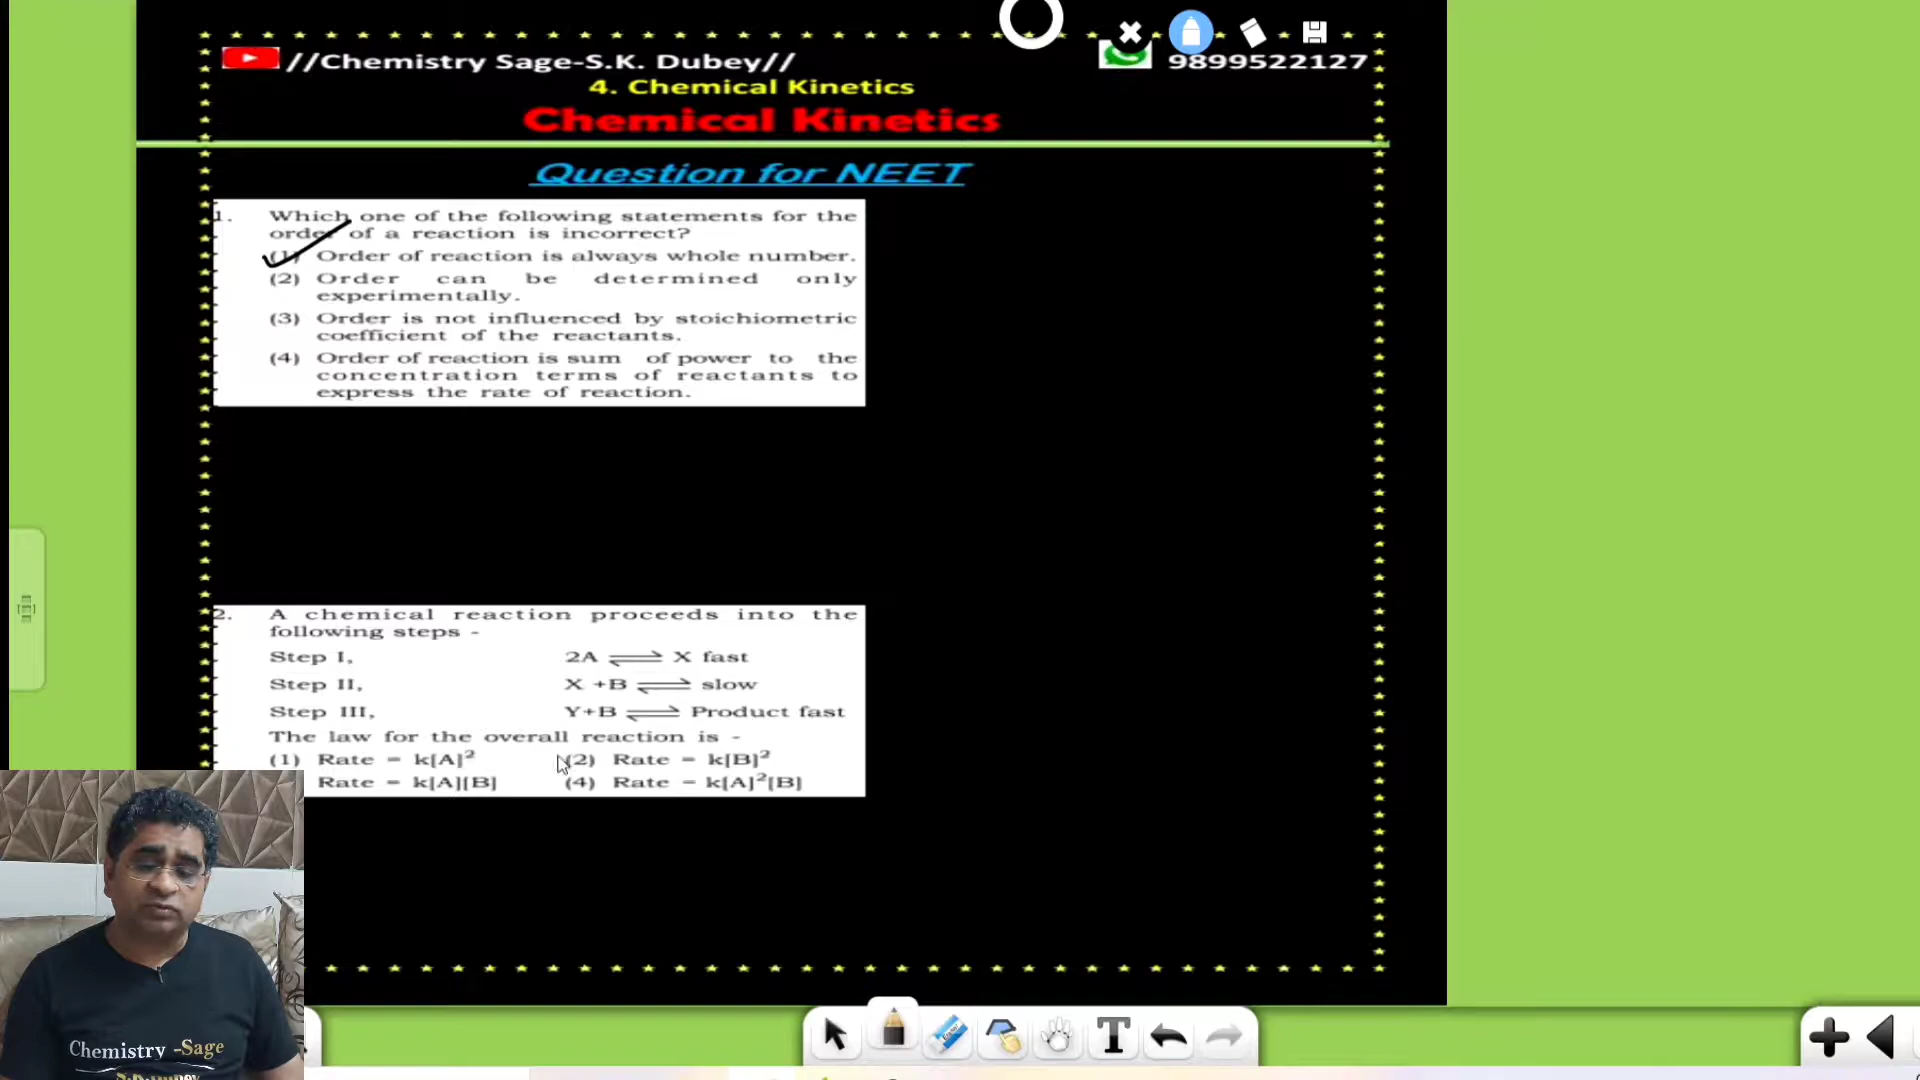 //Chemistry Sage-S.K. Dubey//
9899522127
4. Chemical Kinetics
Chemical Kinetics
Question for NEET
1. Which one of the following statements for the
order of a reaction is incorrect?
(1) Order of reaction is always whole number.
(2) Order can be determined only
experimentally.
(3) Order is not influenced by stoichiometric
coefficient of the reactants.
(4) Order of reaction is sum of power to the
concentration terms of reactants to
express the rate of reaction.
2. A chemical reaction proceeds into the
following steps -
Step I, 2A ⇌ X fast
Step II, X +B ⇌ slow
Step III, Y+B ⇌ Product fast
The law for the overall reaction is -
(1) Rate = k[A]² (2) Rate = k[B]²
Rate = k[A][B] (4) Rate = k[A]²[B]
Chemistry -Sage
S.K.Dubey
T